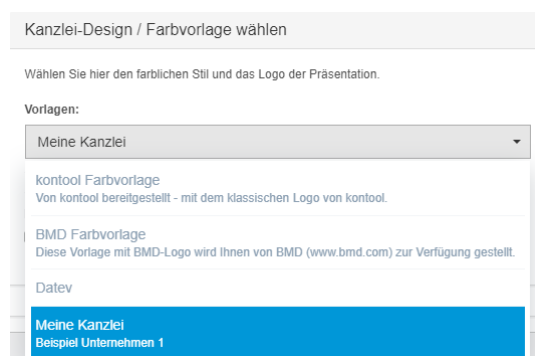 Kanzlei-Design / Farbvorlage wählen
Wählen Sie hier den farblichen Stil und das Logo der Präsentation.
Vorlagen:
Meine Kanzlei
kontool Farbvorlage
Von kontool bereitgestellt - mit dem klassischen Logo von kontool.
BMD Farbvorlage
Diese Vorlage mit BMD-Logo wird Ihnen von BMD (www.bmd.com) zur Verfügung gestellt.
Datev
Meine Kanzlei
Beispiel Unternehmen 1